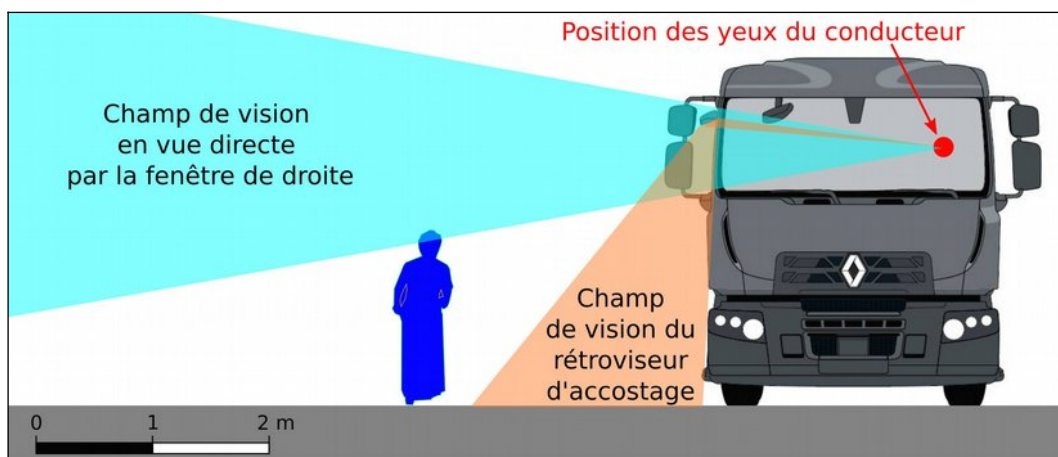 Position des yeux du conducteur
Champ de vision
en vue directe
par la fenêtre de droite
Champ
de vision du
rétroviseur
d'accostage
0 1 2 m